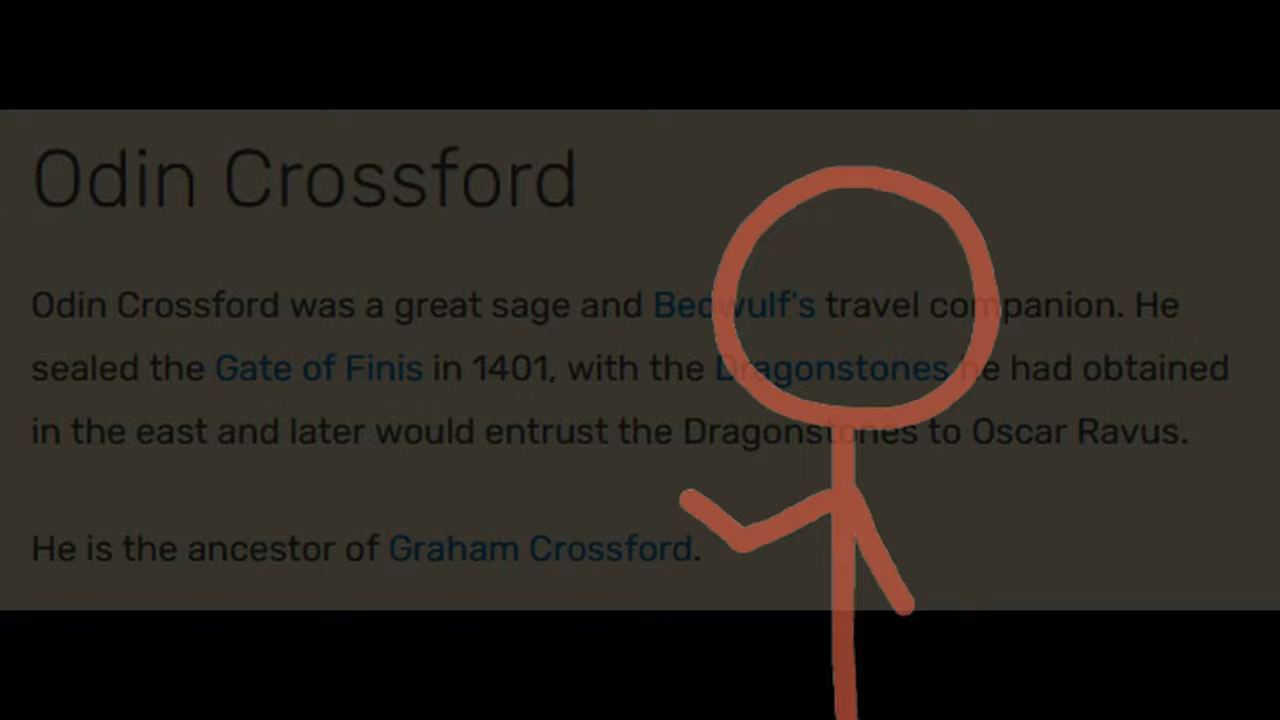 Odin Crossford
Odin Crossford was a great sage and Beowulf's travel companion. He
sealed the Gate of Finis in 1401, with the Dragonstones he had obtained
in the east and later would entrust the Dragonstones to Oscar Ravus.
He is the ancestor of Graham Crossford.